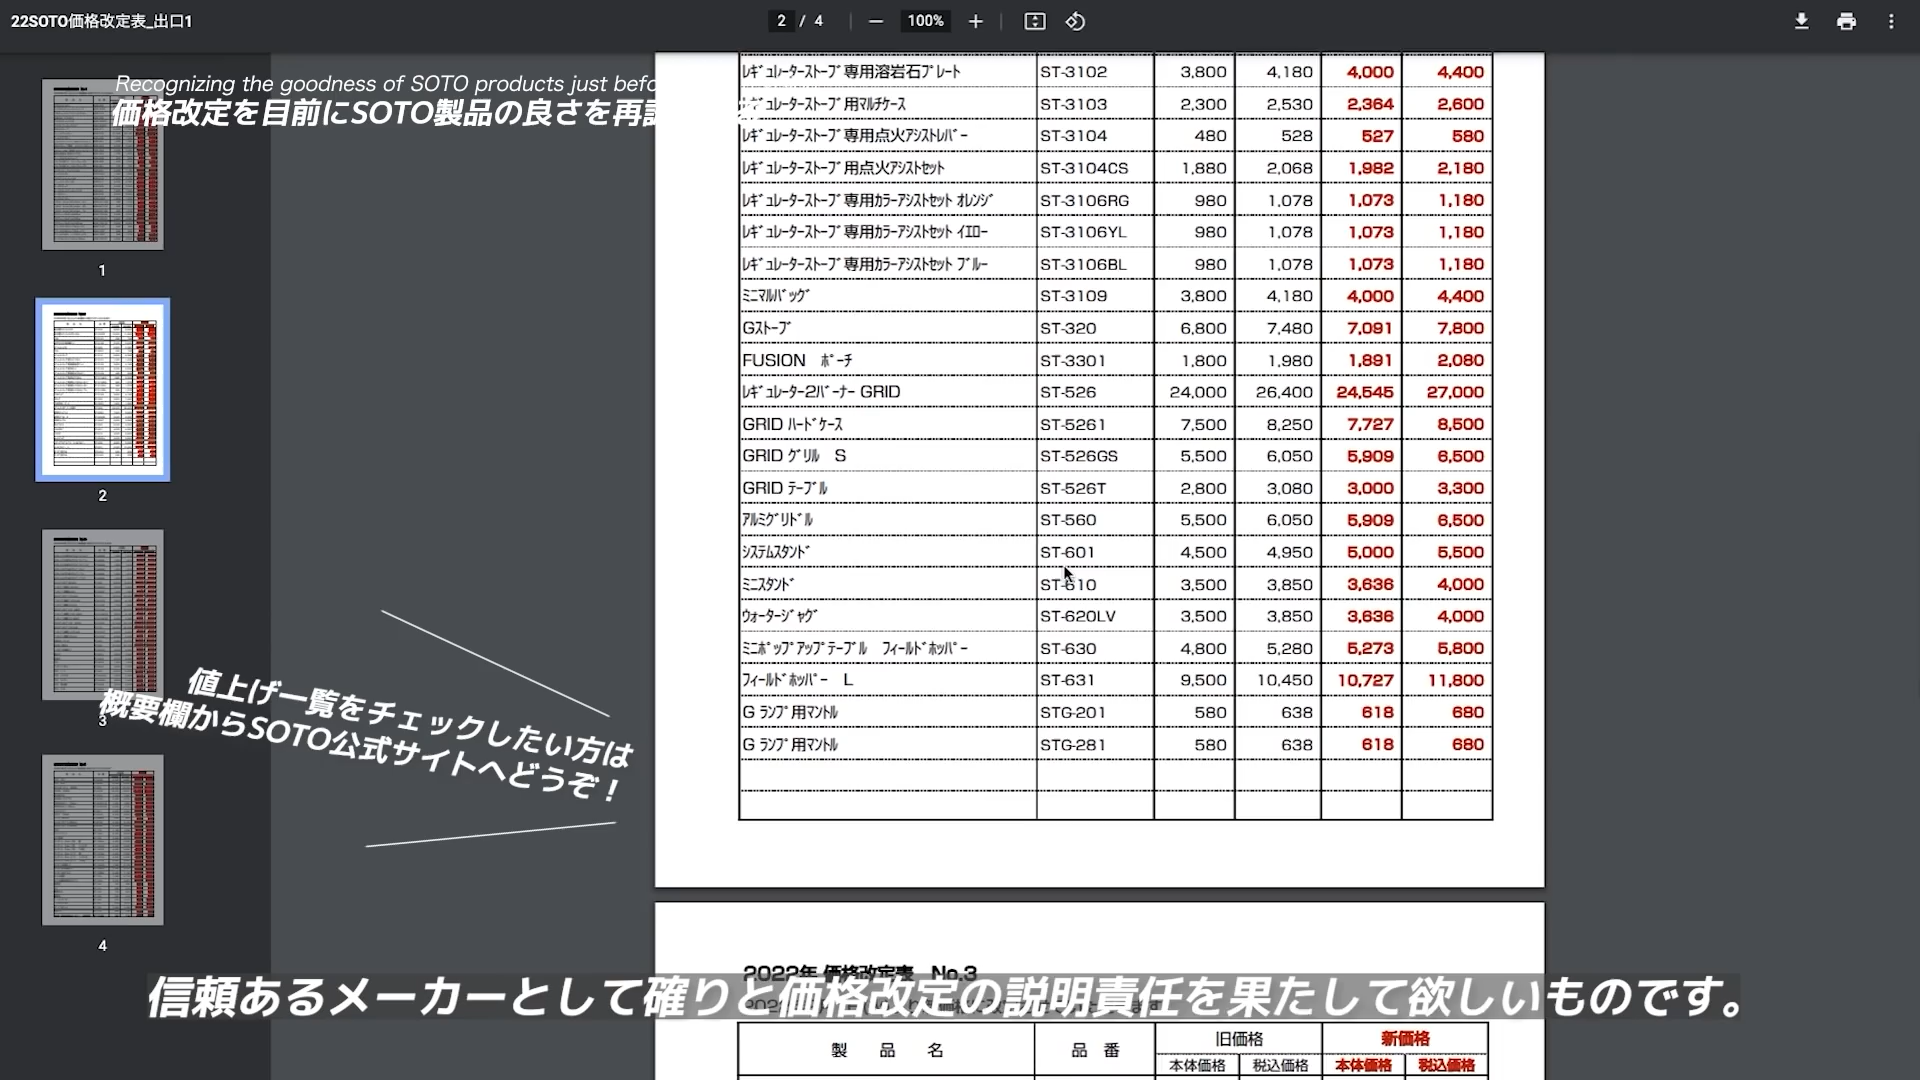 22SOTO価格改定表_出口1
2 / 4
100%
Recognizing the goodness of SOTO products just befo
価格改定を目前にSOTO製品の良さを再認
ﾚｷﾞｭﾚｰﾀｰｽﾄｰﾌﾞ専用溶岩石ﾌﾟﾚｰﾄ ST-3102 3,800 4,180 4,000 4,400
ｭﾚｰﾀｰｽﾄｰﾌﾞ用ﾏﾙﾁｹｰｽ ST-3103 2,300 2,530 2,364 2,600
ﾚｷﾞｭﾚｰﾀｰｽﾄｰﾌﾞ専用点火ｱｼｽﾄﾚﾊﾞｰ ST-3104 480 528 527 580
ﾚｷﾞｭﾚｰﾀｰｽﾄｰﾌﾞ用点火ｱｼｽﾄｾｯﾄ ST-3104CS 1,880 2,068 1,982 2,180
ﾚｷﾞｭﾚｰﾀｰｽﾄｰﾌﾞ専用ｶﾗｰｱｼｽﾄｾｯﾄ ｵﾚﾝｼﾞ ST-3106RG 980 1,078 1,073 1,180
ﾚｷﾞｭﾚｰﾀｰｽﾄｰﾌﾞ専用ｶﾗｰｱｼｽﾄｾｯﾄ ｲｴﾛｰ ST-3106YL 980 1,078 1,073 1,180
ﾚｷﾞｭﾚｰﾀｰｽﾄｰﾌﾞ専用ｶﾗｰｱｼｽﾄｾｯﾄ ﾌﾞﾙｰ ST-3106BL 980 1,078 1,073 1,180
ﾐﾆﾏﾙﾊﾞｯｸﾞ ST-3109 3,800 4,180 4,000 4,400
Gｽﾄｰﾌﾞ ST-320 6,800 7,480 7,091 7,800
FUSION ﾎﾟｰﾁ ST-3301 1,800 1,980 1,891 2,080
ﾚｷﾞｭﾚｰﾀｰ2ﾊﾞｰﾅｰ GRID ST-526 24,000 26,400 24,545 27,000
GRID ﾊｰﾄﾞｹｰｽ ST-5261 7,500 8,250 7,727 8,500
GRID ｸﾞﾘﾙ S ST-526GS 5,500 6,050 5,909 6,500
GRID ﾃｰﾌﾞﾙ ST-526T 2,800 3,080 3,000 3,300
ｱﾙﾐｸﾞﾘﾄﾞﾙ ST-560 5,500 6,050 5,909 6,500
ｼｽﾃﾑｽﾀﾝﾄﾞ ST-601 4,500 4,950 5,000 5,500
ﾐﾆｽﾀﾝﾄﾞ ST-610 3,500 3,850 3,636 4,000
ｳｫｰﾀｰｼﾞｬｸﾞ ST-620LV 3,500 3,850 3,636 4,000
ﾐﾆﾎﾟｯﾌﾟｱｯﾌﾟﾃｰﾌﾞﾙ ﾌｨｰﾙﾄﾞﾎｯﾊﾟｰ ST-630 4,800 5,280 5,273 5,800
ﾌｨｰﾙﾄﾞﾎｯﾊﾟｰ L ST-631 9,500 10,450 10,727 11,800
G ﾗﾝﾌﾟ用ﾏﾝﾄﾙ STG-201 580 638 618 680
G ﾗﾝﾌﾟ用ﾏﾝﾄﾙ STG-281 580 638 618 680
1
2
3
4
値上げ一覧をチェックしたい方は
概要欄からSOTO公式サイトへどうぞ！
2022年 価格改定表 No.3
信頼あるメーカーとして確りと価格改定の説明責任を果たして欲しいものです。
製 品 名 品 番 旧価格 新価格
本体価格 税込価格 本体価格 税込価格